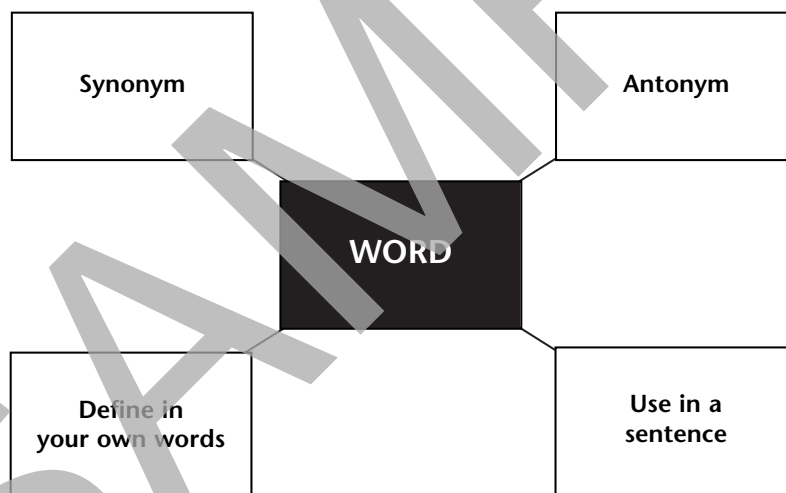 Synonym
Antonym
WORD
Define in
your own words
Use in a
sentence